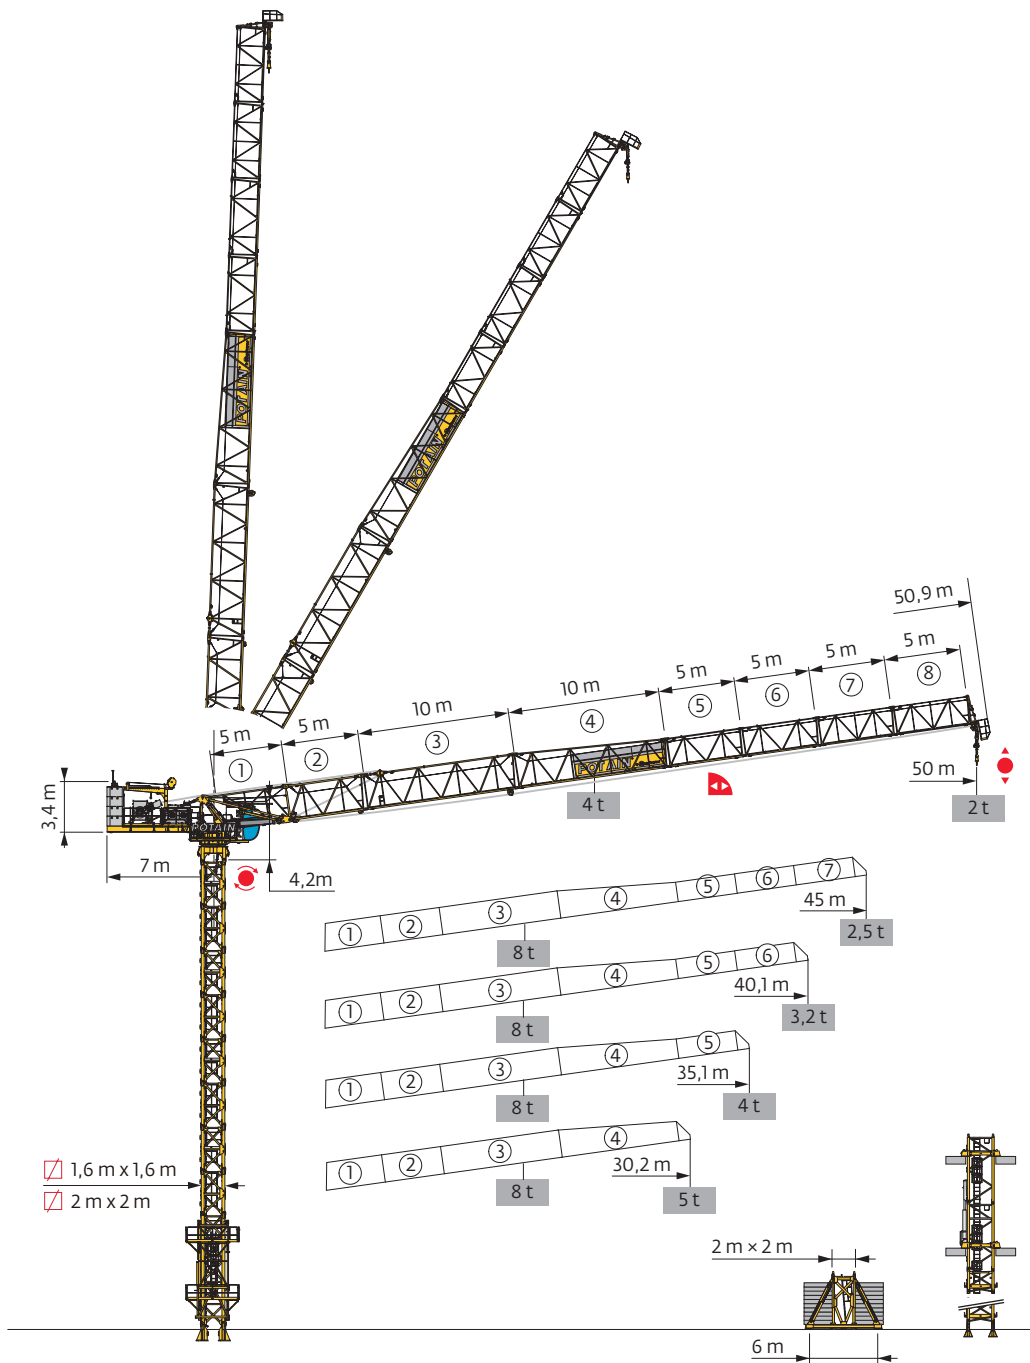 POTAIN
POTAIN
50,9 m
5 m
5 m
5 m
5 m
10 m
10 m
5 m
5 m
8
7
6
5
4
3
2
1
POTAIN
3,4 m
POTAIN
4 t
50 m
2 t
7 m
4,2m
1
2
3
4
5
6
7
45 m
8 t
2,5 t
1
2
3
4
5
6
40,1 m
8 t
3,2 t
1
2
3
4
5
35,1 m
8 t
4 t
1
2
3
4
30,2 m
8 t
5 t
1,6 m x 1,6 m
2 m x 2 m
2 m × 2 m
6 m